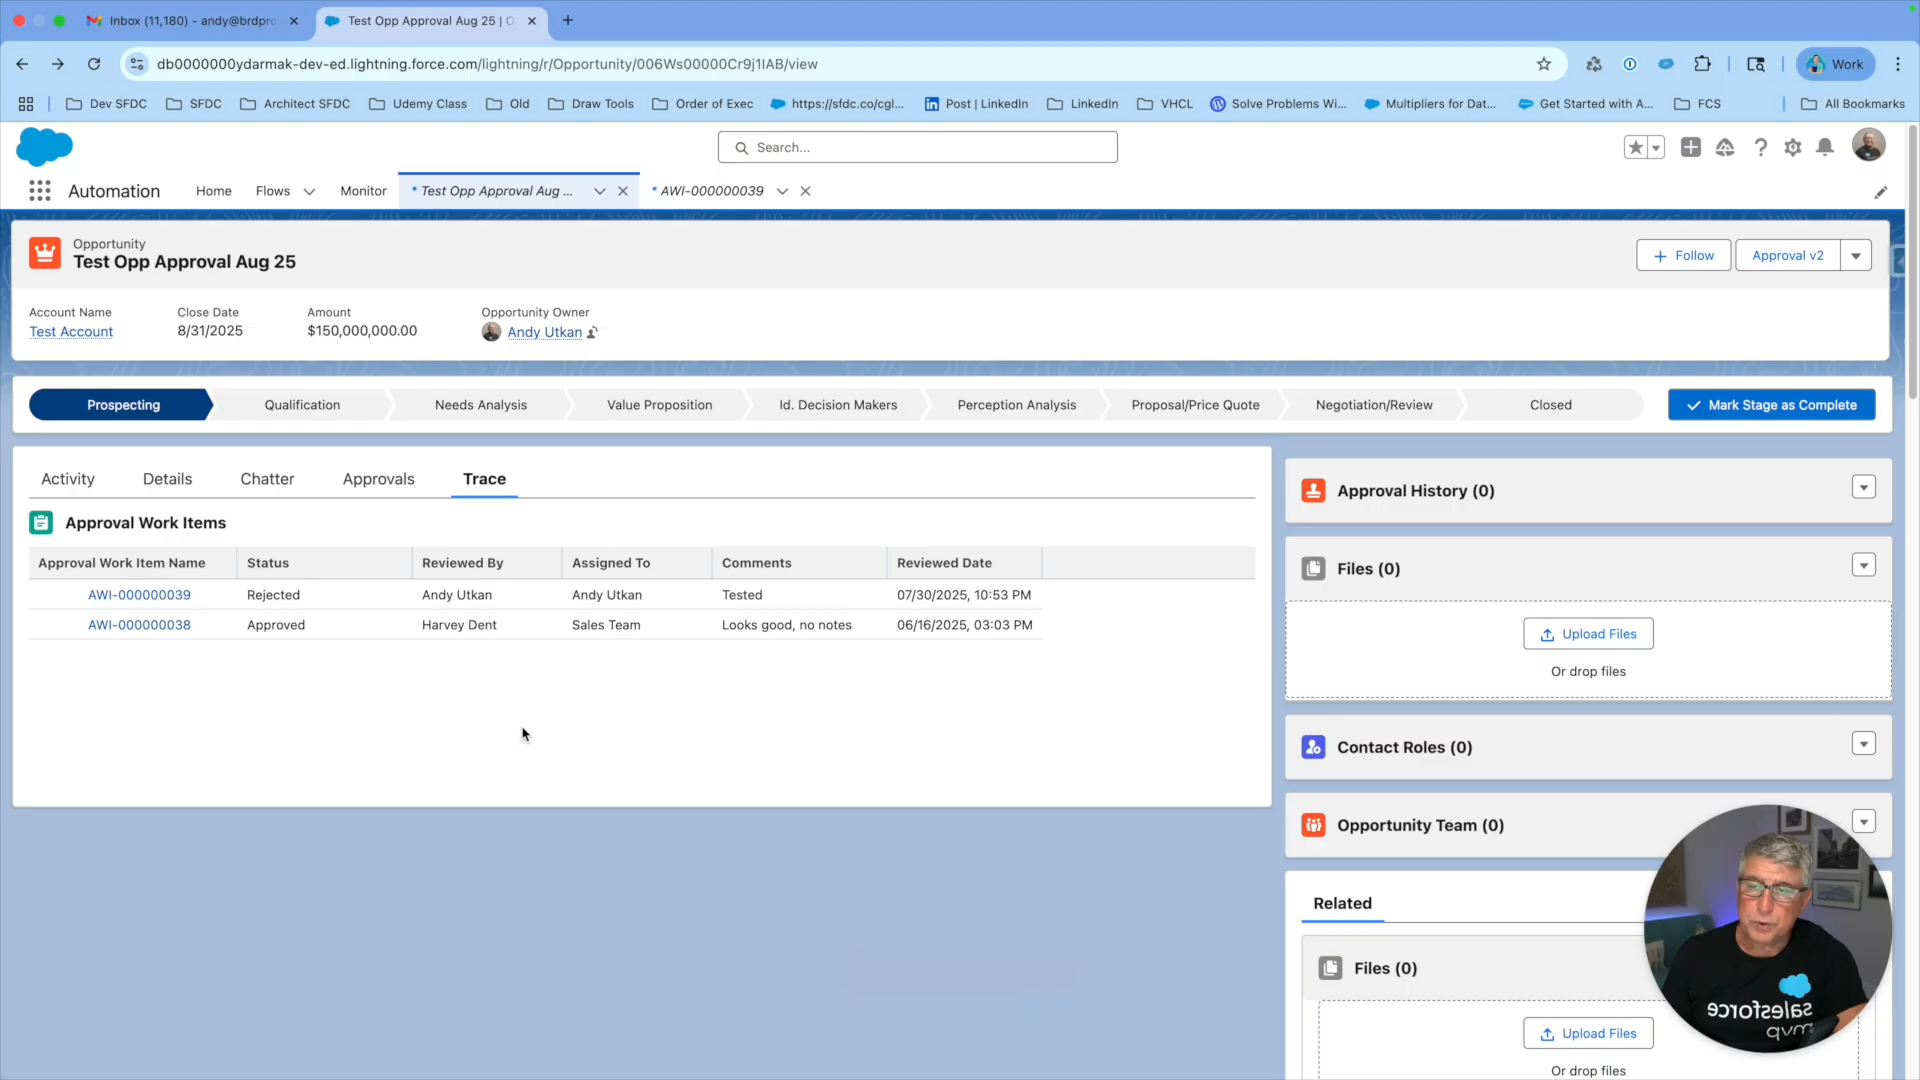 Inbox (11,180) - andy@brdpro
Test Opp Approval Aug 25 | O
db0000000ydarmak-dev-ed.lightning.force.com/lightning/r/Opportunity/006Ws00000Cr9j1IAB/view
Work
Dev SFDC
SFDC
Architect SFDC
Udemy Class
Old
Draw Tools
Order of Exec
https://sfdc.co/cgl...
Post | LinkedIn
LinkedIn
VHCL
Solve Problems Wi...
Multipliers for Dat...
Get Started with A...
FCS
All Bookmarks
Search...
Automation
Home
Flows
Monitor
* Test Opp Approval Aug ...
* AWI-000000039
Opportunity
Test Opp Approval Aug 25
Follow
Approval v2
Account Name
Close Date
Amount
Opportunity Owner
Test Account
8/31/2025
$150,000,000.00
Andy Utkan
Prospecting
Qualification
Needs Analysis
Value Proposition
Id. Decision Makers
Perception Analysis
Proposal/Price Quote
Negotiation/Review
Closed
Mark Stage as Complete
Activity
Details
Chatter
Approvals
Trace
Approval Work Items
Approval Work Item Name Status Reviewed By Assigned To Comments Reviewed Date
AWI-000000039 Rejected Andy Utkan Andy Utkan Tested 07/30/2025, 10:53 PM
AWI-000000038 Approved Harvey Dent Sales Team Looks good, no notes 06/16/2025, 03:03 PM
Approval History (0)
Files (0)
Upload Files
Or drop files
Contact Roles (0)
Opportunity Team (0)
Related
Files (0)
Upload Files
Or drop files
salesforce
mvp